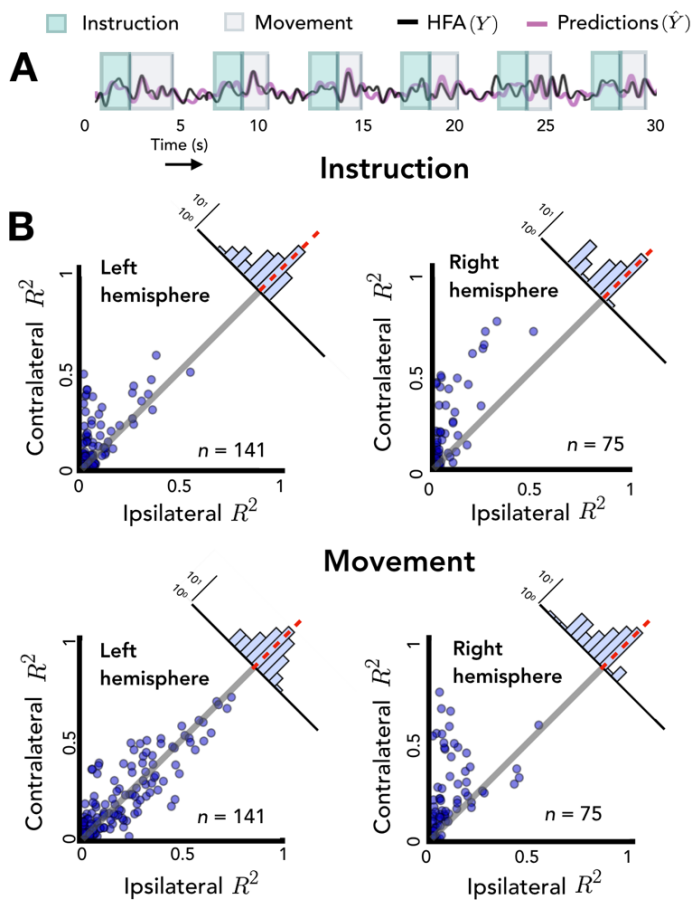 Instruction Movement HFA (Y) Predictions (Ŷ)
A
0 5 10 15 20 25 30
Time (s)
Instruction
B
10⁰ 10¹
Left
hemisphere
Contralateral R²
0 0.5 1
n = 141
0 0.5 1
Ipsilateral R²
10⁰ 10¹
Right
hemisphere
Contralateral R²
0 0.5 1
n = 75
0 0.5 1
Ipsilateral R²
Movement
10⁰ 10¹
Left
hemisphere
Contralateral R²
0 0.5 1
n = 141
0 0.5 1
Ipsilateral R²
10⁰ 10¹
Right
hemisphere
Contralateral R²
0 0.5 1
n = 75
0 0.5 1
Ipsilateral R²